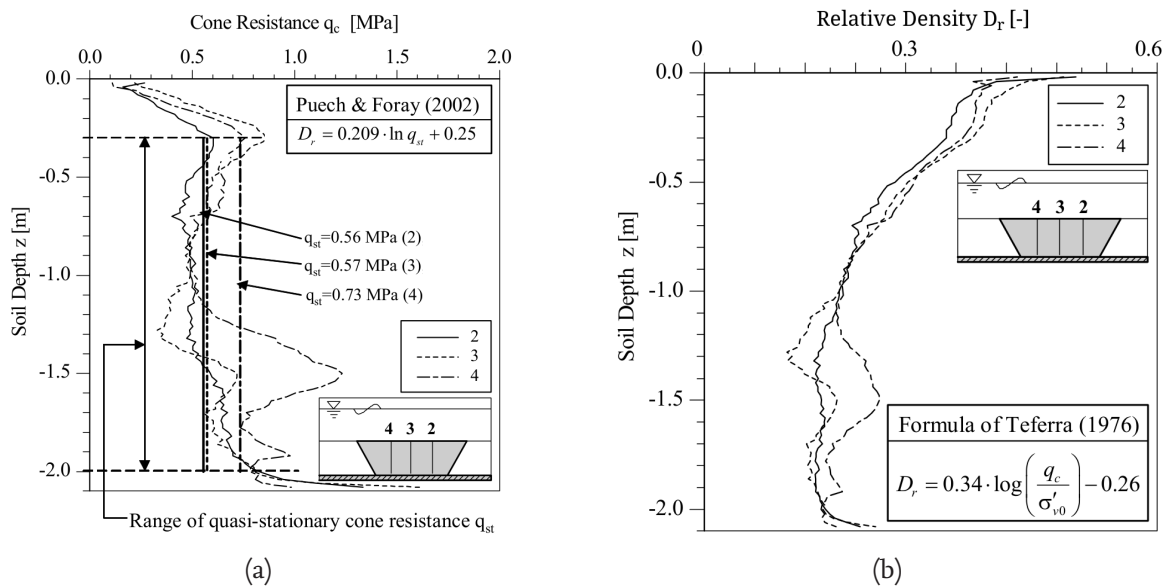 Cone Resistance q_c [MPa]
0.0 0.5 1.0 1.5 2.0
0.0
-0.5
-1.0
-1.5
-2.0
Soil Depth z [m]
Puech & Foray (2002)
D_r = 0.209·ln q_st + 0.25
q_st=0.56 MPa (2)
q_st=0.57 MPa (3)
q_st=0.73 MPa (4)
2
3
4
4 3 2
Range of quasi-stationary cone resistance q_st
(a)
Relative Density D_r [-]
0 0.3 0.6
0.0
-0.5
-1.0
-1.5
-2.0
Soil Depth z [m]
2
3
4
4 3 2
Formula of Teferra (1976)
D_r = 0.34·log(q_c/σ′_v0) − 0.26
(b)